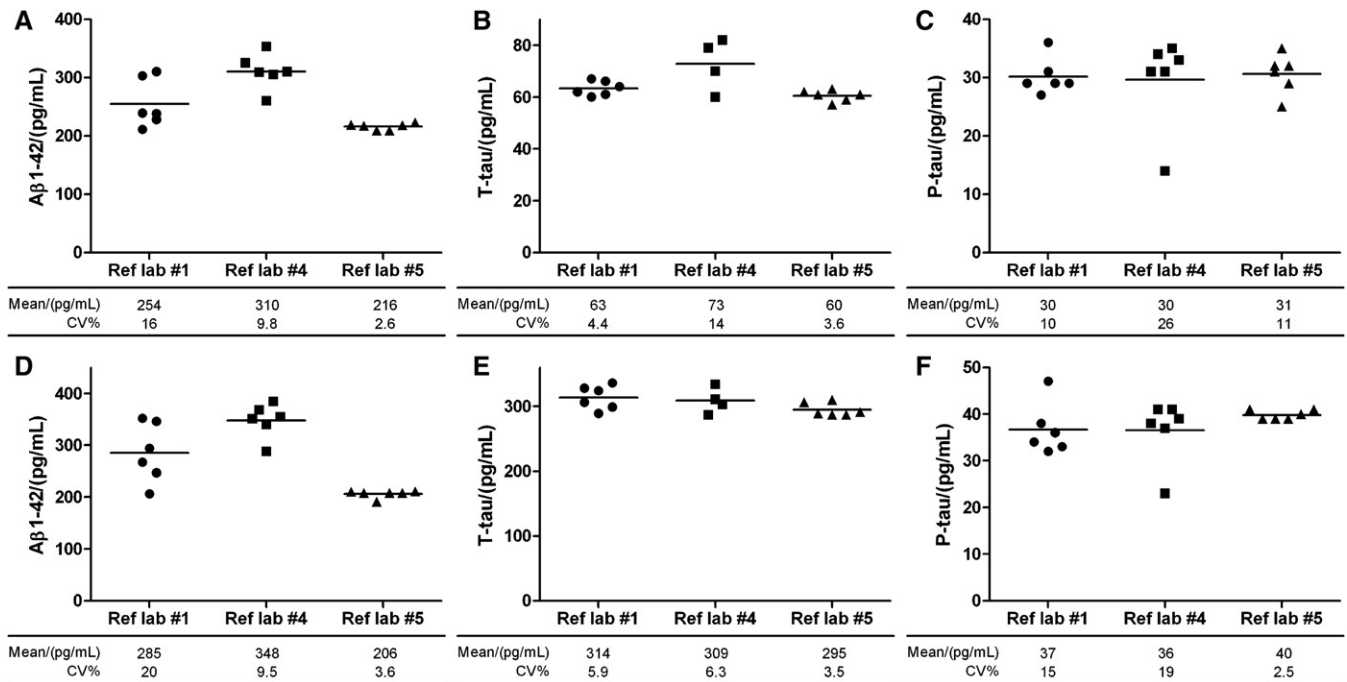 A
Aβ1-42/(pg/mL)
400
300
200
100
0
Ref lab #1 Ref lab #4 Ref lab #5
Mean/(pg/mL) 254 310 216
CV% 16 9.8 2.6
B
T-tau/(pg/mL)
80
60
40
20
0
Ref lab #1 Ref lab #4 Ref lab #5
63 73 60
4.4 14 3.6
C
P-tau/(pg/mL)
40
30
20
10
0
Ref lab #1 Ref lab #4 Ref lab #5
30 30 31
10 26 11
D
Aβ1-42/(pg/mL)
400
300
200
100
0
Ref lab #1 Ref lab #4 Ref lab #5
Mean/(pg/mL) 285 348 206
CV% 20 9.5 3.6
E
T-tau/(pg/mL)
300
200
100
0
Ref lab #1 Ref lab #4 Ref lab #5
Mean/(pg/mL) 314 309 295
CV% 5.9 6.3 3.5
F
P-tau/(pg/mL)
50
40
30
20
10
0
Ref lab #1 Ref lab #4 Ref lab #5
Mean/(pg/mL) 37 36 40
CV% 15 19 2.5